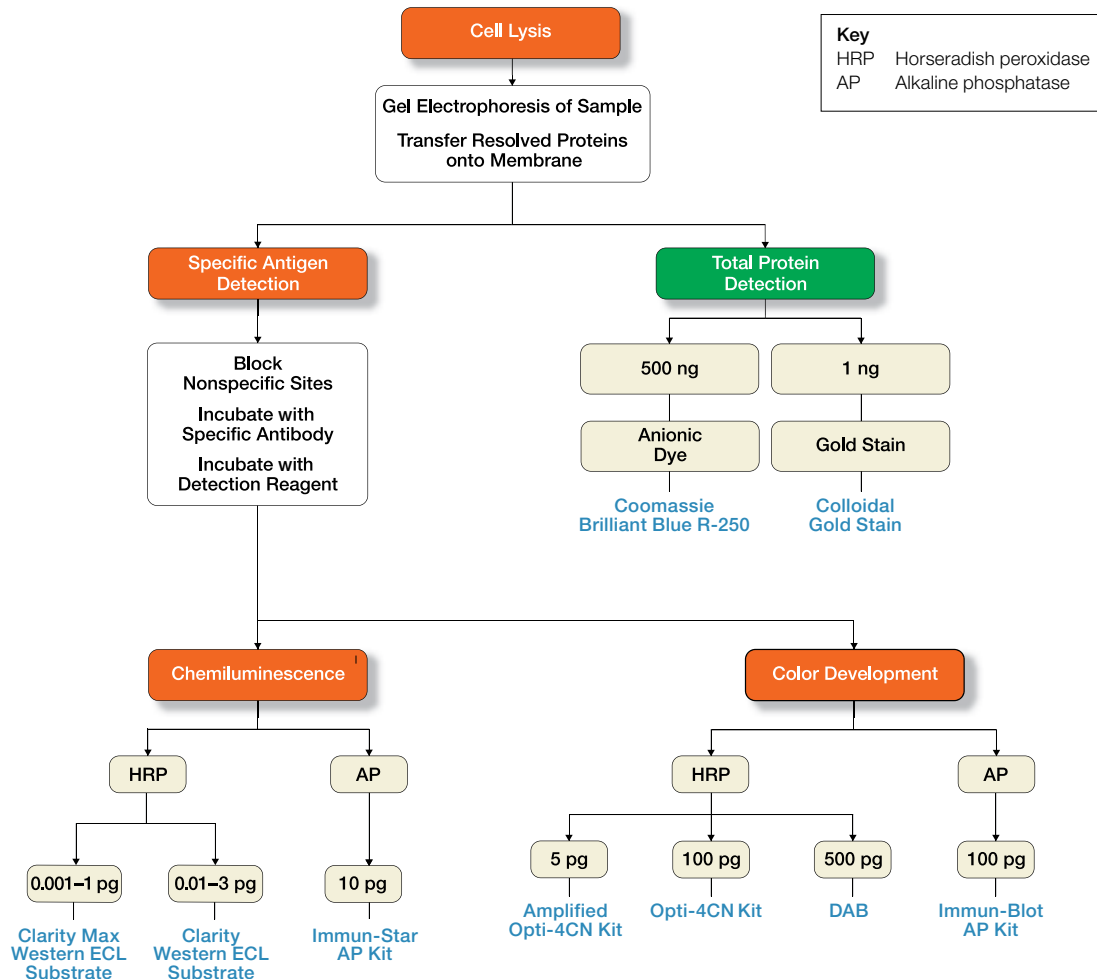 Cell Lysis
Key
HRP Horseradish peroxidase
AP Alkaline phosphatase
Gel Electrophoresis of Sample
Transfer Resolved Proteins
onto Membrane
Specific Antigen
Detection
Total Protein
Detection
Block
Nonspecific Sites
Incubate with
Specific Antibody
Incubate with
Detection Reagent
500 ng
1 ng
Anionic
Dye
Gold Stain
Coomassie
Brilliant Blue R-250
Colloidal
Gold Stain
Chemiluminescence
Color Development
HRP
AP
HRP
AP
0.001–1 pg
0.01–3 pg
10 pg
5 pg
100 pg
500 pg
100 pg
Clarity Max
Western ECL
Substrate
Clarity
Western ECL
Substrate
Immun-Star
AP Kit
Amplified
Opti-4CN Kit
Opti-4CN Kit
DAB
Immun-Blot
AP Kit